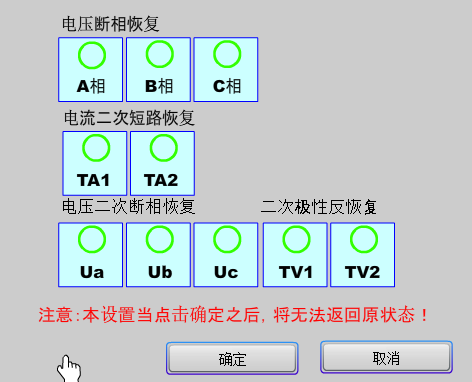 电压断相恢复
A相 B相 C相
电流二次短路恢复
TA1 TA2
电压二次断相恢复 二次极性反恢复
Ua Ub Uc TV1 TV2
注意:本设置当点击确定之后, 将无法返回原状态！
确定 取消